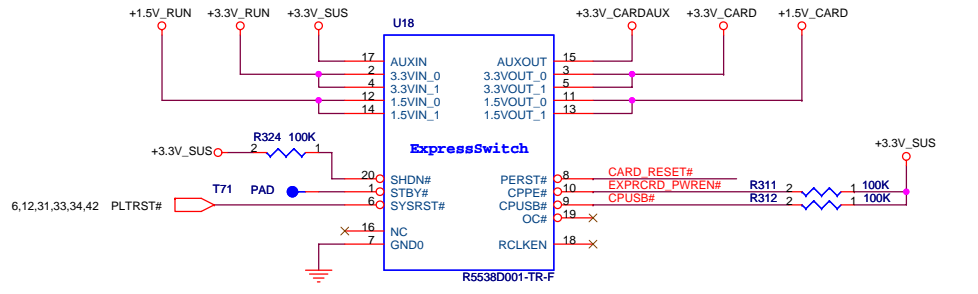 +1.5V_RUN +3.3V_RUN +3.3V_SUS +3.3V_CARDAUX +3.3V_CARD +1.5V_CARD
U18
17 AUXIN AUXOUT 15
2 3.3VIN_0 3.3VOUT_0 3
4 3.3VIN_1 3.3VOUT_1 5
12 1.5VIN_0 1.5VOUT_0 11
14 1.5VIN_1 1.5VOUT_1 13
R324 100K
+3.3V_SUS 2 1
ExpressSwitch
+3.3V_SUS
20 SHDN# PERST# 8 CARD_RESET#
T71 PAD 1 STBY# CPPE# 10 EXPRCRD_PWREN# R311 2 1 100K
6,12,31,33,34,42 PLTRST# 6 SYSRST# CPUSB# 9 CPUSB# R312 2 1 100K
OC# 19
16 NC
7 GND0 RCLKEN 18
R5538D001-TR-F